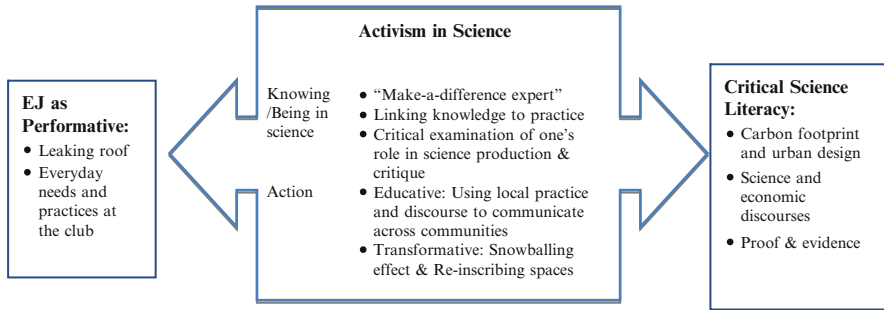 EJ as
Performative:
• Leaking roof
• Everyday
needs and
practices at
the club
Activism in Science
Knowing
/Being in
science
• “Make-a-difference expert”
• Linking knowledge to practice
• Critical examination of one’s
role in science production &
critique
Action
• Educative: Using local practice
and discourse to communicate
across communities
• Transformative: Snowballing
effect & Re-inscribing spaces
Critical Science
Literacy:
• Carbon footprint
and urban design
• Science and
economic
discourses
• Proof & evidence